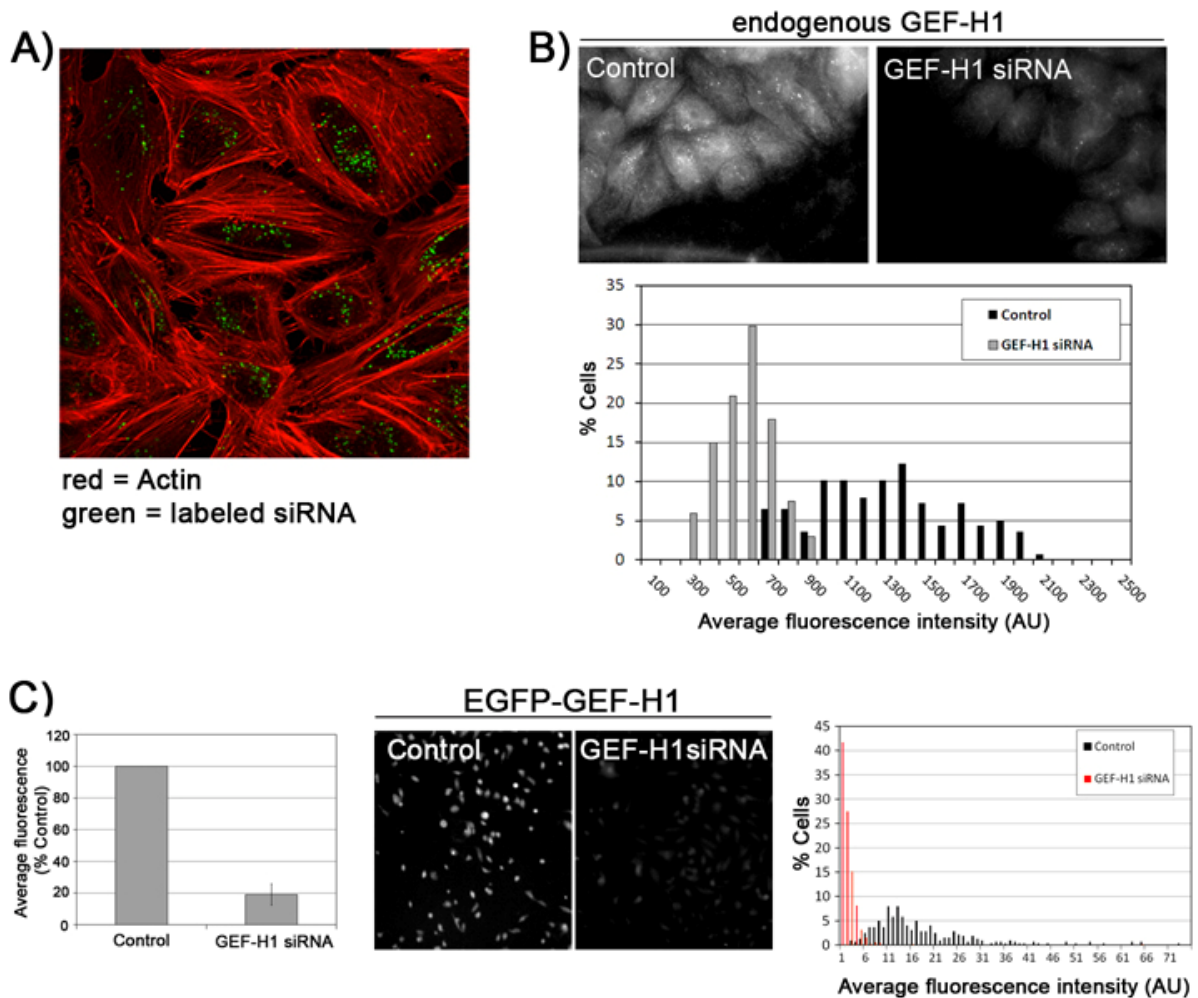 A)
red = Actin
green = labeled siRNA
B)
endogenous GEF-H1
Control
GEF-H1 siRNA
35
30
25
20
15
10
5
0
% Cells
Control
GEF-H1 siRNA
100
300
500
700
900
1100
1300
1500
1700
1900
2100
2300
2500
Average fluorescence intensity (AU)
C)
120
100
80
60
40
20
0
Average fluorescence
(% Control)
Control
GEF-H1 siRNA
EGFP-GEF-H1
Control
GEF-H1siRNA
45
40
35
30
25
20
15
10
5
0
% Cells
Control
GEF-H1 siRNA
1
6
11
16
21
26
31
36
41
46
51
56
61
66
71
Average fluorescence intensity (AU)